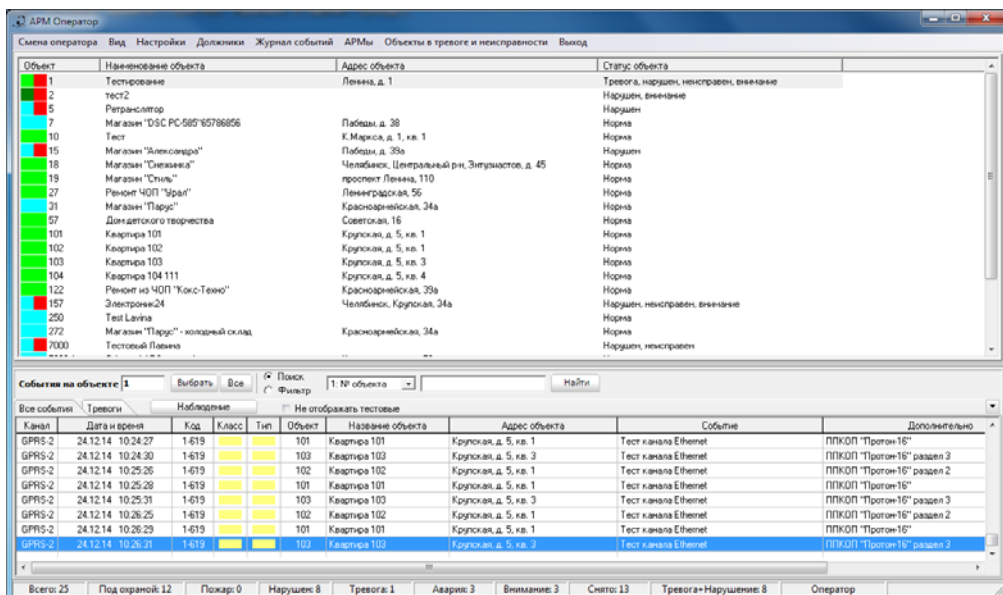 АРМ Оператор
Смена оператора Вид Настройки Должники Журнал событий АРМы Объекты в тревоге и неисправности Выход
Объект Наименование объекта Адрес объекта Статус объекта
1 Тестирование Ленина, д. 1 Тревога, нарушен, неисправен, внимание
2 тест2 Нарушен, внимание
5 Ретранслятор Нарушен
7 Магазин "DSC PC-585"65786856 Пабеды, д. 38 Норма
10 Тест К.Маркса, д. 1, кв. 1 Норма
15 Магазин "Александра" Пабеды, д. 39а Нарушен
18 Магазин "Снежинка" Челябинск, Центральный р-н, Энтузиастов, д. 45 Норма
19 Магазин "Стиль" проспект Ленина, 110 Норма
27 Ремонт ЧОП "Урал" Ленинградская, 56 Норма
31 Магазин "Парус" Красноармейская, 34а Норма
57 Дом детского творчества Советская, 16 Норма
101 Квартира 101 Крупская, д. 5, кв. 1 Норма
102 Квартира 102 Крупская, д. 5, кв. 1 Норма
103 Квартира 103 Крупская, д. 5, кв. 3 Норма
104 Квартира 104 111 Крупская, д. 5, кв. 4 Норма
122 Ремонт из ЧОП "Кокс-Техно" Красноармейская, 39а Норма
157 Электроник24 Челябинск, Крупская, 34а Нарушен, неисправен, внимание
250 Test Lavina Норма
272 Магазин "Парус" - холодный склад Красноармейская, 34а Норма
7000 Тестовый Лавина Нарушен, неисправен
События на объекте 1 Выбрать Все Поиск Фильтр 1: № объекта Найти
Все события Тревоги Наблюдение Не отображать тестовые
Канал Дата и время Код Класс Тип Объект Название объекта Адрес объекта Событие Дополнительно
GPRS-2 24.12.14 10:24:27 1-619 101 Квартира 101 Крупская, д. 5, кв. 1 Тест канала Ethernet ППКОП "Протон-16"
GPRS-2 24.12.14 10:24:30 1-619 103 Квартира 103 Крупская, д. 5, кв. 3 Тест канала Ethernet ППКОП "Протон-16" раздел 3
GPRS-2 24.12.14 10:25:26 1-619 102 Квартира 102 Крупская, д. 5, кв. 1 Тест канала Ethernet ППКОП "Протон-16" раздел 2
GPRS-2 24.12.14 10:25:28 1-619 101 Квартира 101 Крупская, д. 5, кв. 1 Тест канала Ethernet ППКОП "Протон-16"
GPRS-2 24.12.14 10:25:31 1-619 103 Квартира 103 Крупская, д. 5, кв. 3 Тест канала Ethernet ППКОП "Протон-16" раздел 3
GPRS-2 24.12.14 10:26:25 1-619 102 Квартира 102 Крупская, д. 5, кв. 1 Тест канала Ethernet ППКОП "Протон-16" раздел 2
GPRS-2 24.12.14 10:26:29 1-619 101 Квартира 101 Крупская, д. 5, кв. 1 Тест канала Ethernet ППКОП "Протон-16"
GPRS-2 24.12.14 10:26:31 1-619 103 Квартира 103 Крупская, д. 5, кв. 3 Тест канала Ethernet ППКОП "Протон-16" раздел 3
Всего: 25 Под охраной: 12 Пожар: 0 Нарушен: 8 Тревога: 1 Авария: 3 Внимание: 3 Снято: 13 Тревога+Нарушение: 8 Оператор